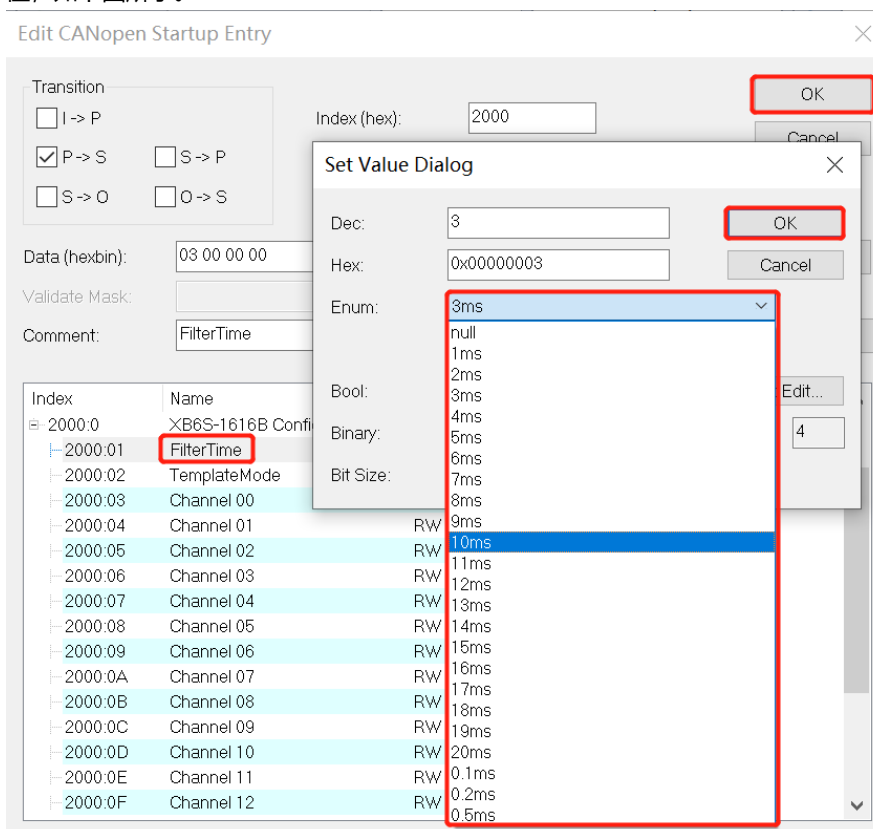 Edit CANopen Startup Entry
Transition
I -> P
P -> S
S -> P
S -> O
O -> S
Index (hex):
2000
OK
Cancel
Data (hexbin):
03 00 00 00
Validate Mask:
Comment:
FilterTime
Set Value Dialog
Dec:
3
OK
Hex:
0x00000003
Cancel
Enum:
3ms
null
1ms
2ms
3ms
4ms
5ms
6ms
7ms
8ms
9ms
10ms
11ms
12ms
13ms
14ms
15ms
16ms
17ms
18ms
19ms
20ms
0.1ms
0.2ms
0.5ms
Bool:
Edit...
Binary:
4
Bit Size:
Index Name
2000:0 XB6S-1616B Confi
2000:01 FilterTime
2000:02 TemplateMode
2000:03 Channel 00
2000:04 Channel 01 RW
2000:05 Channel 02 RW
2000:06 Channel 03 RW
2000:07 Channel 04 RW
2000:08 Channel 05 RW
2000:09 Channel 06 RW
2000:0A Channel 07 RW
2000:0B Channel 08 RW
2000:0C Channel 09 RW
2000:0D Channel 10 RW
2000:0E Channel 11 RW
2000:0F Channel 12 RW